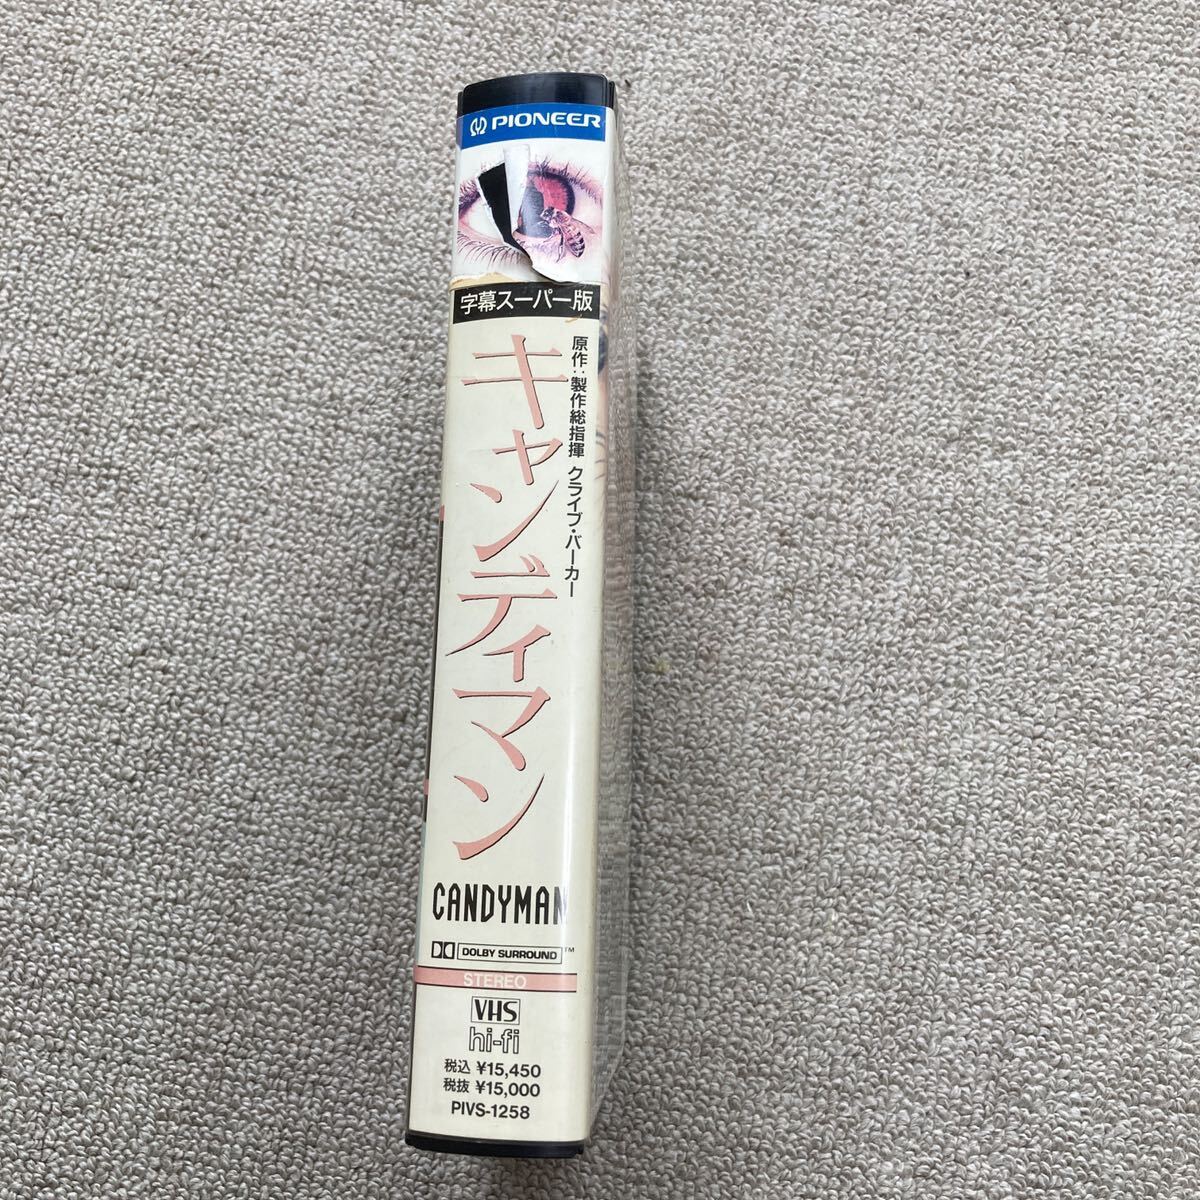 PIONEER
字幕スーパー版
原作:製作総指揮 クライブ・バーカー
キャンディマン
CANDYMAN
DOLBY SURROUND™
STEREO
VHS
hi-fi
税込 ¥15,450
税抜 ¥15,000
PIVS-1258